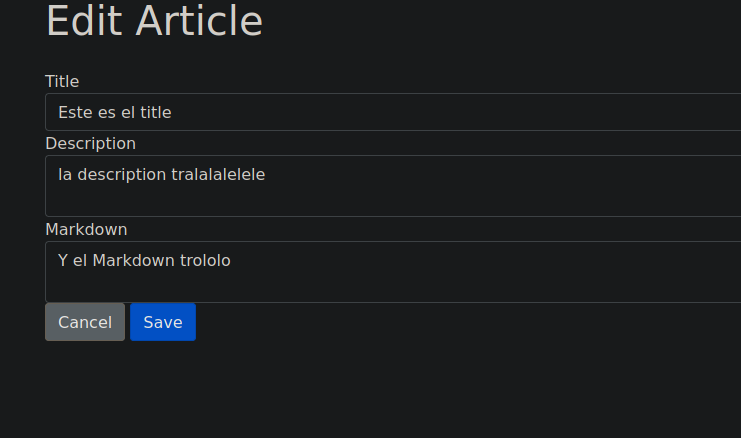 Edit Article
Title
Este es el title
Description
la description tralalalelele
Markdown
Y el Markdown trololo
Cancel Save